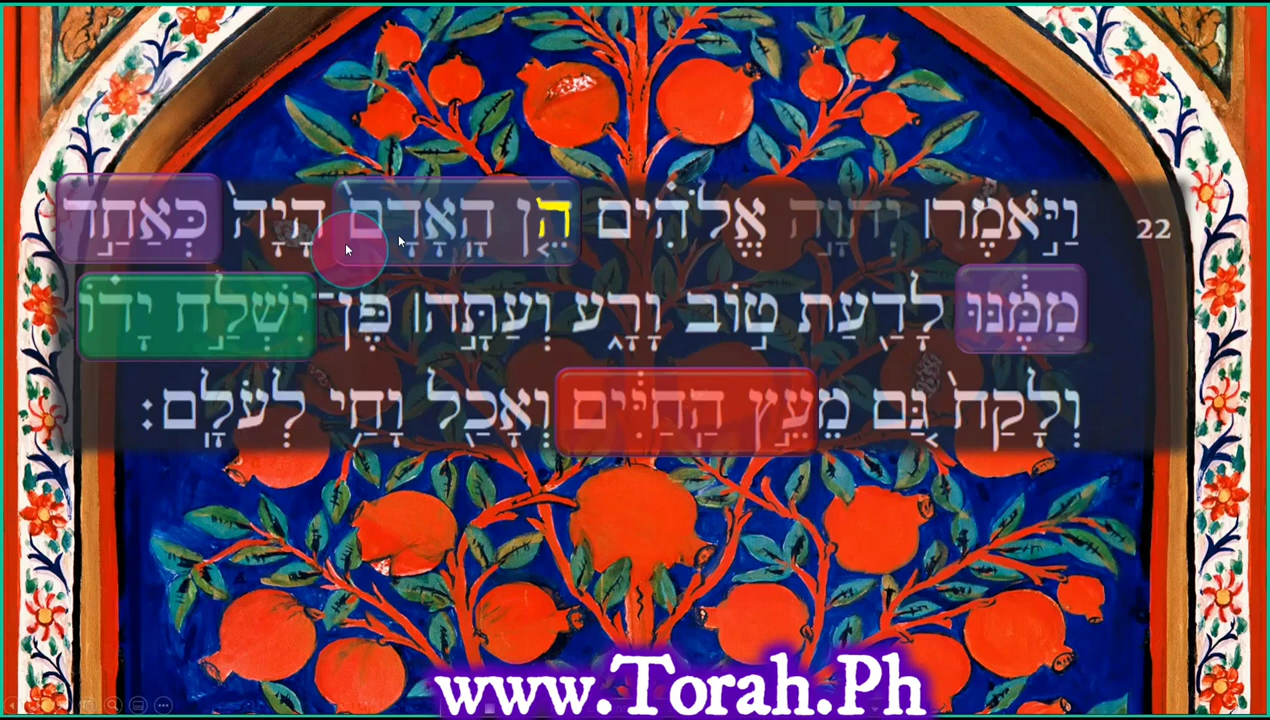 22 וַיֹּ֣אמֶר׀ יְהוָ֣ה אֱלֹהִ֗ים הֵ֤ן הָֽאָדָם֙ הָיָה֙ כְּאַחַ֣ד
מִמֶּ֔נּוּ לָדַ֖עַת ט֣וֹב וָרָ֑ע וְעַתָּ֣ה׀ פֶּן־יִשְׁלַ֣ח יָד֗וֹ
וְלָקַח֙ גַּ֚ם מֵעֵ֣ץ הַֽחַיִּ֔ים וְאָכַ֖ל וָחַ֥י לְעֹלָֽם׃
www.Torah.Ph